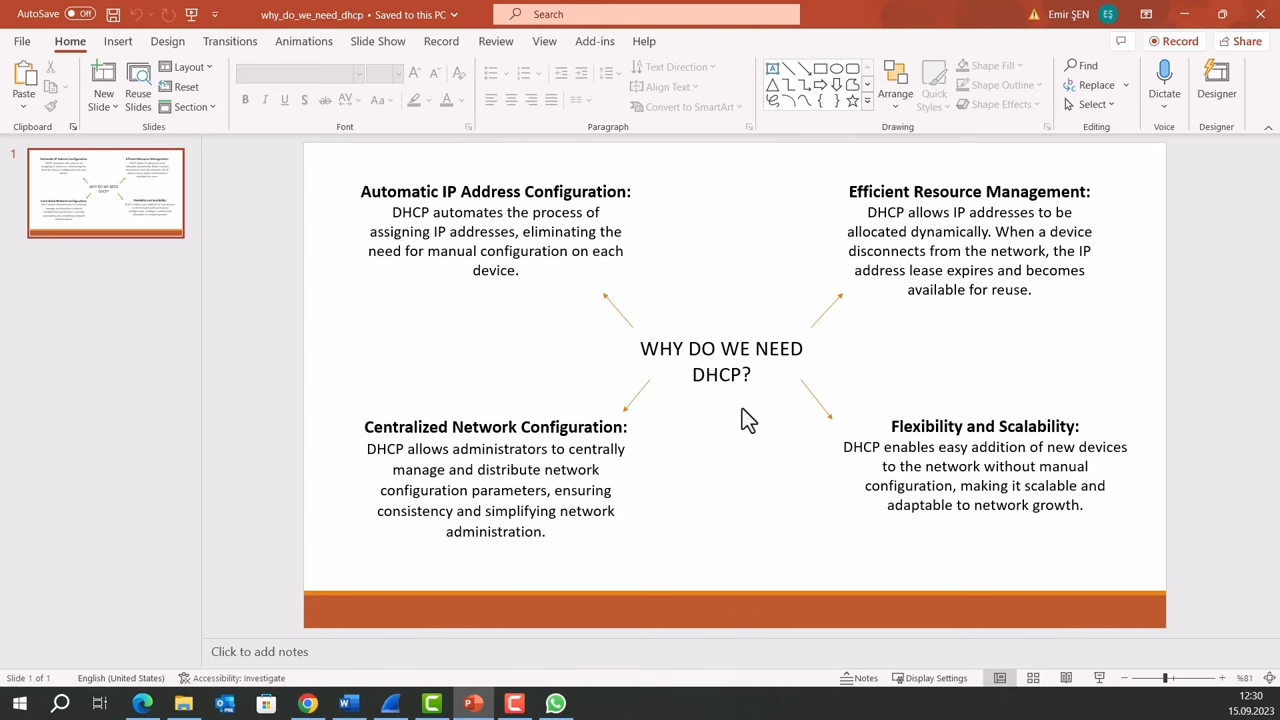 AutoSave Off
why_do_we_need_dhcp • Saved to this PC
Search
Emir ŞEN
EŞ
File Home Insert Design Transitions Animations Slide Show Record Review View Add-ins Help
Record
Share
Paste
New
Slide
Reuse
Slides
Layout
Reset
Section
Text Direction
Align Text
Convert to SmartArt
Arrange
Quick
Styles
Shape Fill
Shape Outline
Shape Effects
Find
Replace
Select
Dictate
Designer
Clipboard Slides Font Paragraph Drawing Editing Voice Designer
1
Automatic IP Address Configuration:
DHCP automates the process of
assigning IP addresses, eliminating the
need for manual configuration on each
device.
Efficient Resource Management:
DHCP allows IP addresses to be
allocated dynamically. When a device
disconnects from the network, the IP
address lease expires and becomes
available for reuse.
WHY DO WE NEED
DHCP?
Centralized Network Configuration:
DHCP allows administrators to centrally
manage and distribute network
configuration parameters, ensuring
consistency and simplifying network
administration.
Flexibility and Scalability:
DHCP enables easy addition of new devices
to the network without manual
configuration, making it scalable and
adaptable to network growth.
Click to add notes
Slide 1 of 1
English (United States)
Accessibility: Investigate
Notes
Display Settings
%81
12:30
15.09.2023